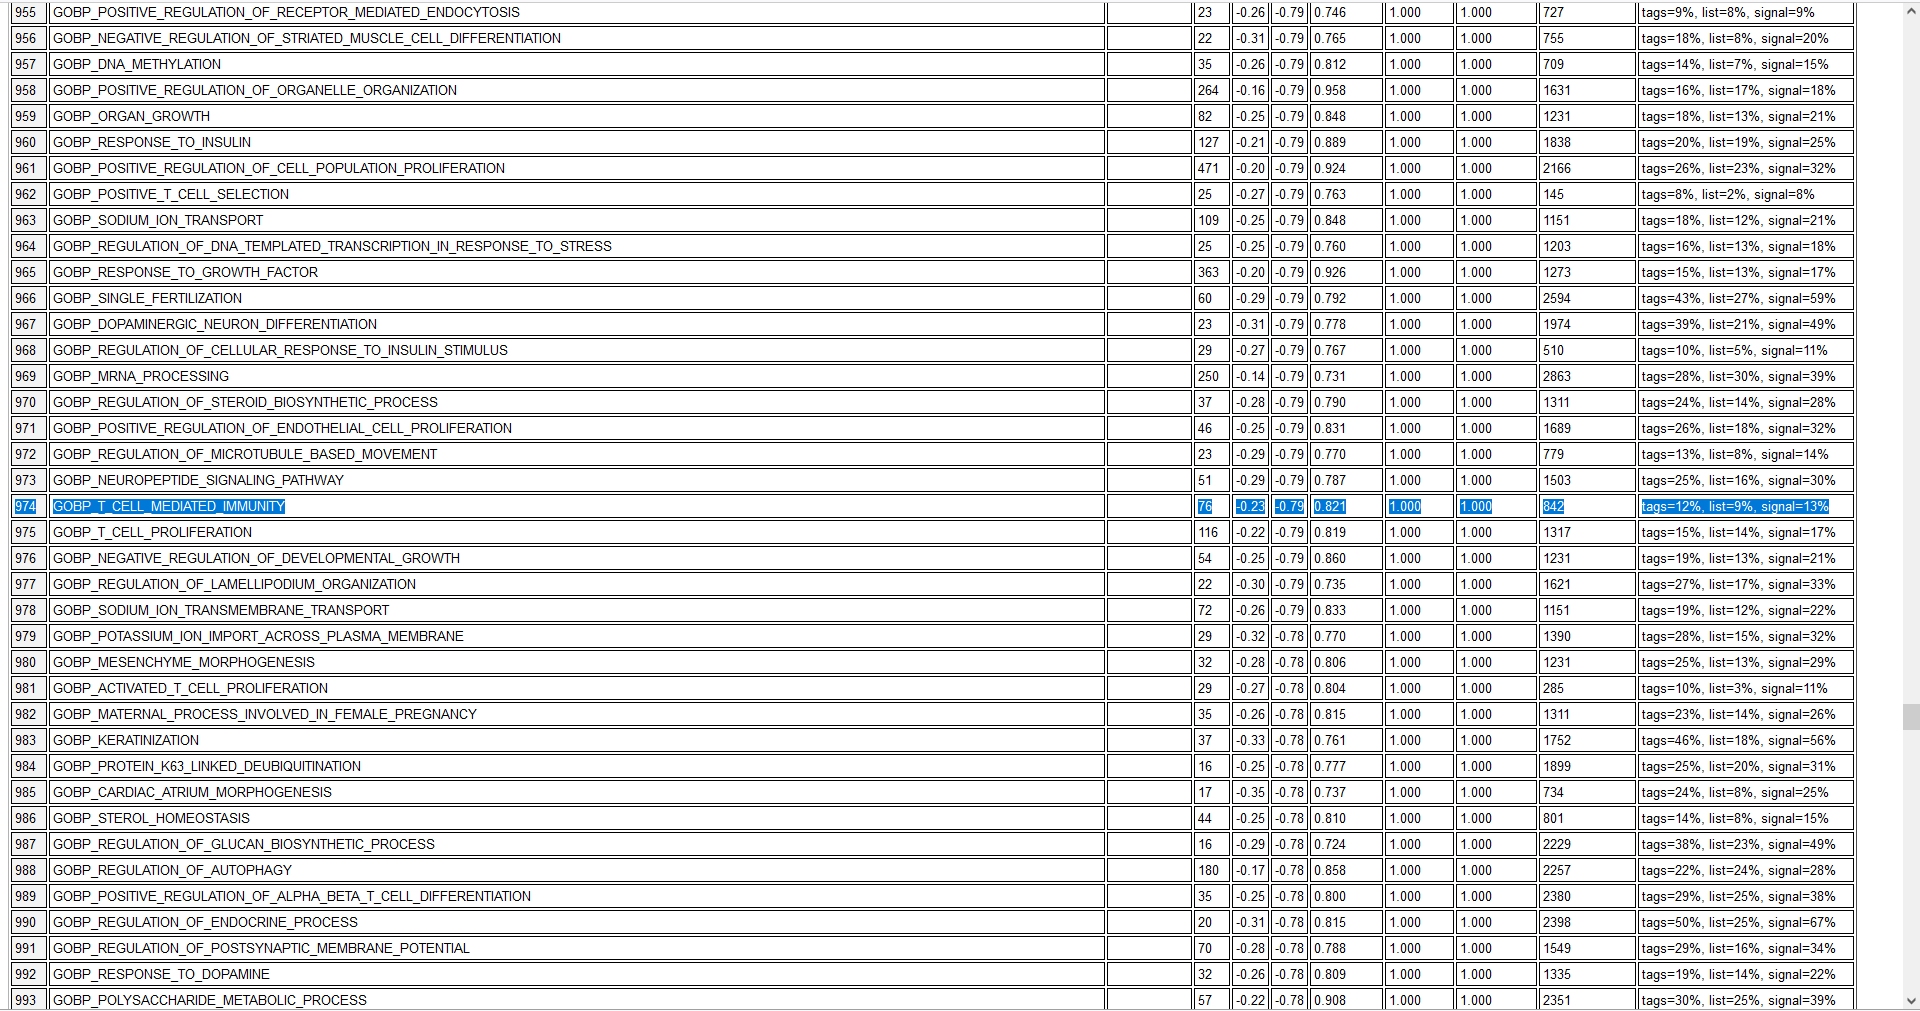 955 GOBP_POSITIVE_REGULATION_OF_RECEPTOR_MEDIATED_ENDOCYTOSIS 23 -0.26 -0.79 0.746 1.000 1.000 727 tags=9%, list=8%, signal=9%
956 GOBP_NEGATIVE_REGULATION_OF_STRIATED_MUSCLE_CELL_DIFFERENTIATION 22 -0.31 -0.79 0.765 1.000 1.000 755 tags=18%, list=8%, signal=20%
957 GOBP_DNA_METHYLATION 35 -0.26 -0.79 0.812 1.000 1.000 709 tags=14%, list=7%, signal=15%
958 GOBP_POSITIVE_REGULATION_OF_ORGANELLE_ORGANIZATION 264 -0.16 -0.79 0.958 1.000 1.000 1631 tags=16%, list=17%, signal=18%
959 GOBP_ORGAN_GROWTH 82 -0.25 -0.79 0.848 1.000 1.000 1231 tags=18%, list=13%, signal=21%
960 GOBP_RESPONSE_TO_INSULIN 127 -0.21 -0.79 0.889 1.000 1.000 1838 tags=20%, list=19%, signal=25%
961 GOBP_POSITIVE_REGULATION_OF_CELL_POPULATION_PROLIFERATION 471 -0.20 -0.79 0.924 1.000 1.000 2166 tags=26%, list=23%, signal=32%
962 GOBP_POSITIVE_T_CELL_SELECTION 25 -0.27 -0.79 0.763 1.000 1.000 145 tags=8%, list=2%, signal=8%
963 GOBP_SODIUM_ION_TRANSPORT 109 -0.25 -0.79 0.848 1.000 1.000 1151 tags=18%, list=12%, signal=21%
964 GOBP_REGULATION_OF_DNA_TEMPLATED_TRANSCRIPTION_IN_RESPONSE_TO_STRESS 25 -0.25 -0.79 0.760 1.000 1.000 1203 tags=16%, list=13%, signal=18%
965 GOBP_RESPONSE_TO_GROWTH_FACTOR 363 -0.20 -0.79 0.926 1.000 1.000 1273 tags=15%, list=13%, signal=17%
966 GOBP_SINGLE_FERTILIZATION 60 -0.29 -0.79 0.792 1.000 1.000 2594 tags=43%, list=27%, signal=59%
967 GOBP_DOPAMINERGIC_NEURON_DIFFERENTIATION 23 -0.31 -0.79 0.778 1.000 1.000 1974 tags=39%, list=21%, signal=49%
968 GOBP_REGULATION_OF_CELLULAR_RESPONSE_TO_INSULIN_STIMULUS 29 -0.27 -0.79 0.767 1.000 1.000 510 tags=10%, list=5%, signal=11%
969 GOBP_MRNA_PROCESSING 250 -0.14 -0.79 0.731 1.000 1.000 2863 tags=28%, list=30%, signal=39%
970 GOBP_REGULATION_OF_STEROID_BIOSYNTHETIC_PROCESS 37 -0.28 -0.79 0.790 1.000 1.000 1311 tags=24%, list=14%, signal=28%
971 GOBP_POSITIVE_REGULATION_OF_ENDOTHELIAL_CELL_PROLIFERATION 46 -0.25 -0.79 0.831 1.000 1.000 1689 tags=26%, list=18%, signal=32%
972 GOBP_REGULATION_OF_MICROTUBULE_BASED_MOVEMENT 23 -0.29 -0.79 0.770 1.000 1.000 779 tags=13%, list=8%, signal=14%
973 GOBP_NEUROPEPTIDE_SIGNALING_PATHWAY 51 -0.29 -0.79 0.787 1.000 1.000 1503 tags=25%, list=16%, signal=30%
974 GOBP_T_CELL_MEDIATED_IMMUNITY 76 -0.23 -0.79 0.821 1.000 1.000 842 tags=12%, list=9%, signal=13%
975 GOBP_T_CELL_PROLIFERATION 116 -0.22 -0.79 0.819 1.000 1.000 1317 tags=15%, list=14%, signal=17%
976 GOBP_NEGATIVE_REGULATION_OF_DEVELOPMENTAL_GROWTH 54 -0.25 -0.79 0.860 1.000 1.000 1231 tags=19%, list=13%, signal=21%
977 GOBP_REGULATION_OF_LAMELLIPODIUM_ORGANIZATION 22 -0.30 -0.79 0.735 1.000 1.000 1621 tags=27%, list=17%, signal=33%
978 GOBP_SODIUM_ION_TRANSMEMBRANE_TRANSPORT 72 -0.26 -0.79 0.833 1.000 1.000 1151 tags=19%, list=12%, signal=22%
979 GOBP_POTASSIUM_ION_IMPORT_ACROSS_PLASMA_MEMBRANE 29 -0.32 -0.78 0.770 1.000 1.000 1390 tags=28%, list=15%, signal=32%
980 GOBP_MESENCHYME_MORPHOGENESIS 32 -0.28 -0.78 0.806 1.000 1.000 1231 tags=25%, list=13%, signal=29%
981 GOBP_ACTIVATED_T_CELL_PROLIFERATION 29 -0.27 -0.78 0.804 1.000 1.000 285 tags=10%, list=3%, signal=11%
982 GOBP_MATERNAL_PROCESS_INVOLVED_IN_FEMALE_PREGNANCY 35 -0.26 -0.78 0.815 1.000 1.000 1311 tags=23%, list=14%, signal=26%
983 GOBP_KERATINIZATION 37 -0.33 -0.78 0.761 1.000 1.000 1752 tags=46%, list=18%, signal=56%
984 GOBP_PROTEIN_K63_LINKED_DEUBIQUITINATION 16 -0.25 -0.78 0.777 1.000 1.000 1899 tags=25%, list=20%, signal=31%
985 GOBP_CARDIAC_ATRIUM_MORPHOGENESIS 17 -0.35 -0.78 0.737 1.000 1.000 734 tags=24%, list=8%, signal=25%
986 GOBP_STEROL_HOMEOSTASIS 44 -0.25 -0.78 0.810 1.000 1.000 801 tags=14%, list=8%, signal=15%
987 GOBP_REGULATION_OF_GLUCAN_BIOSYNTHETIC_PROCESS 16 -0.29 -0.78 0.724 1.000 1.000 2229 tags=38%, list=23%, signal=49%
988 GOBP_REGULATION_OF_AUTOPHAGY 180 -0.17 -0.78 0.858 1.000 1.000 2257 tags=22%, list=24%, signal=28%
989 GOBP_POSITIVE_REGULATION_OF_ALPHA_BETA_T_CELL_DIFFERENTIATION 35 -0.25 -0.78 0.800 1.000 1.000 2380 tags=29%, list=25%, signal=38%
990 GOBP_REGULATION_OF_ENDOCRINE_PROCESS 20 -0.31 -0.78 0.815 1.000 1.000 2398 tags=50%, list=25%, signal=67%
991 GOBP_REGULATION_OF_POSTSYNAPTIC_MEMBRANE_POTENTIAL 70 -0.28 -0.78 0.788 1.000 1.000 1549 tags=29%, list=16%, signal=34%
992 GOBP_RESPONSE_TO_DOPAMINE 32 -0.26 -0.78 0.809 1.000 1.000 1335 tags=19%, list=14%, signal=22%
993 GOBP_POLYSACCHARIDE_METABOLIC_PROCESS 57 -0.22 -0.78 0.908 1.000 1.000 2351 tags=30%, list=25%, signal=39%